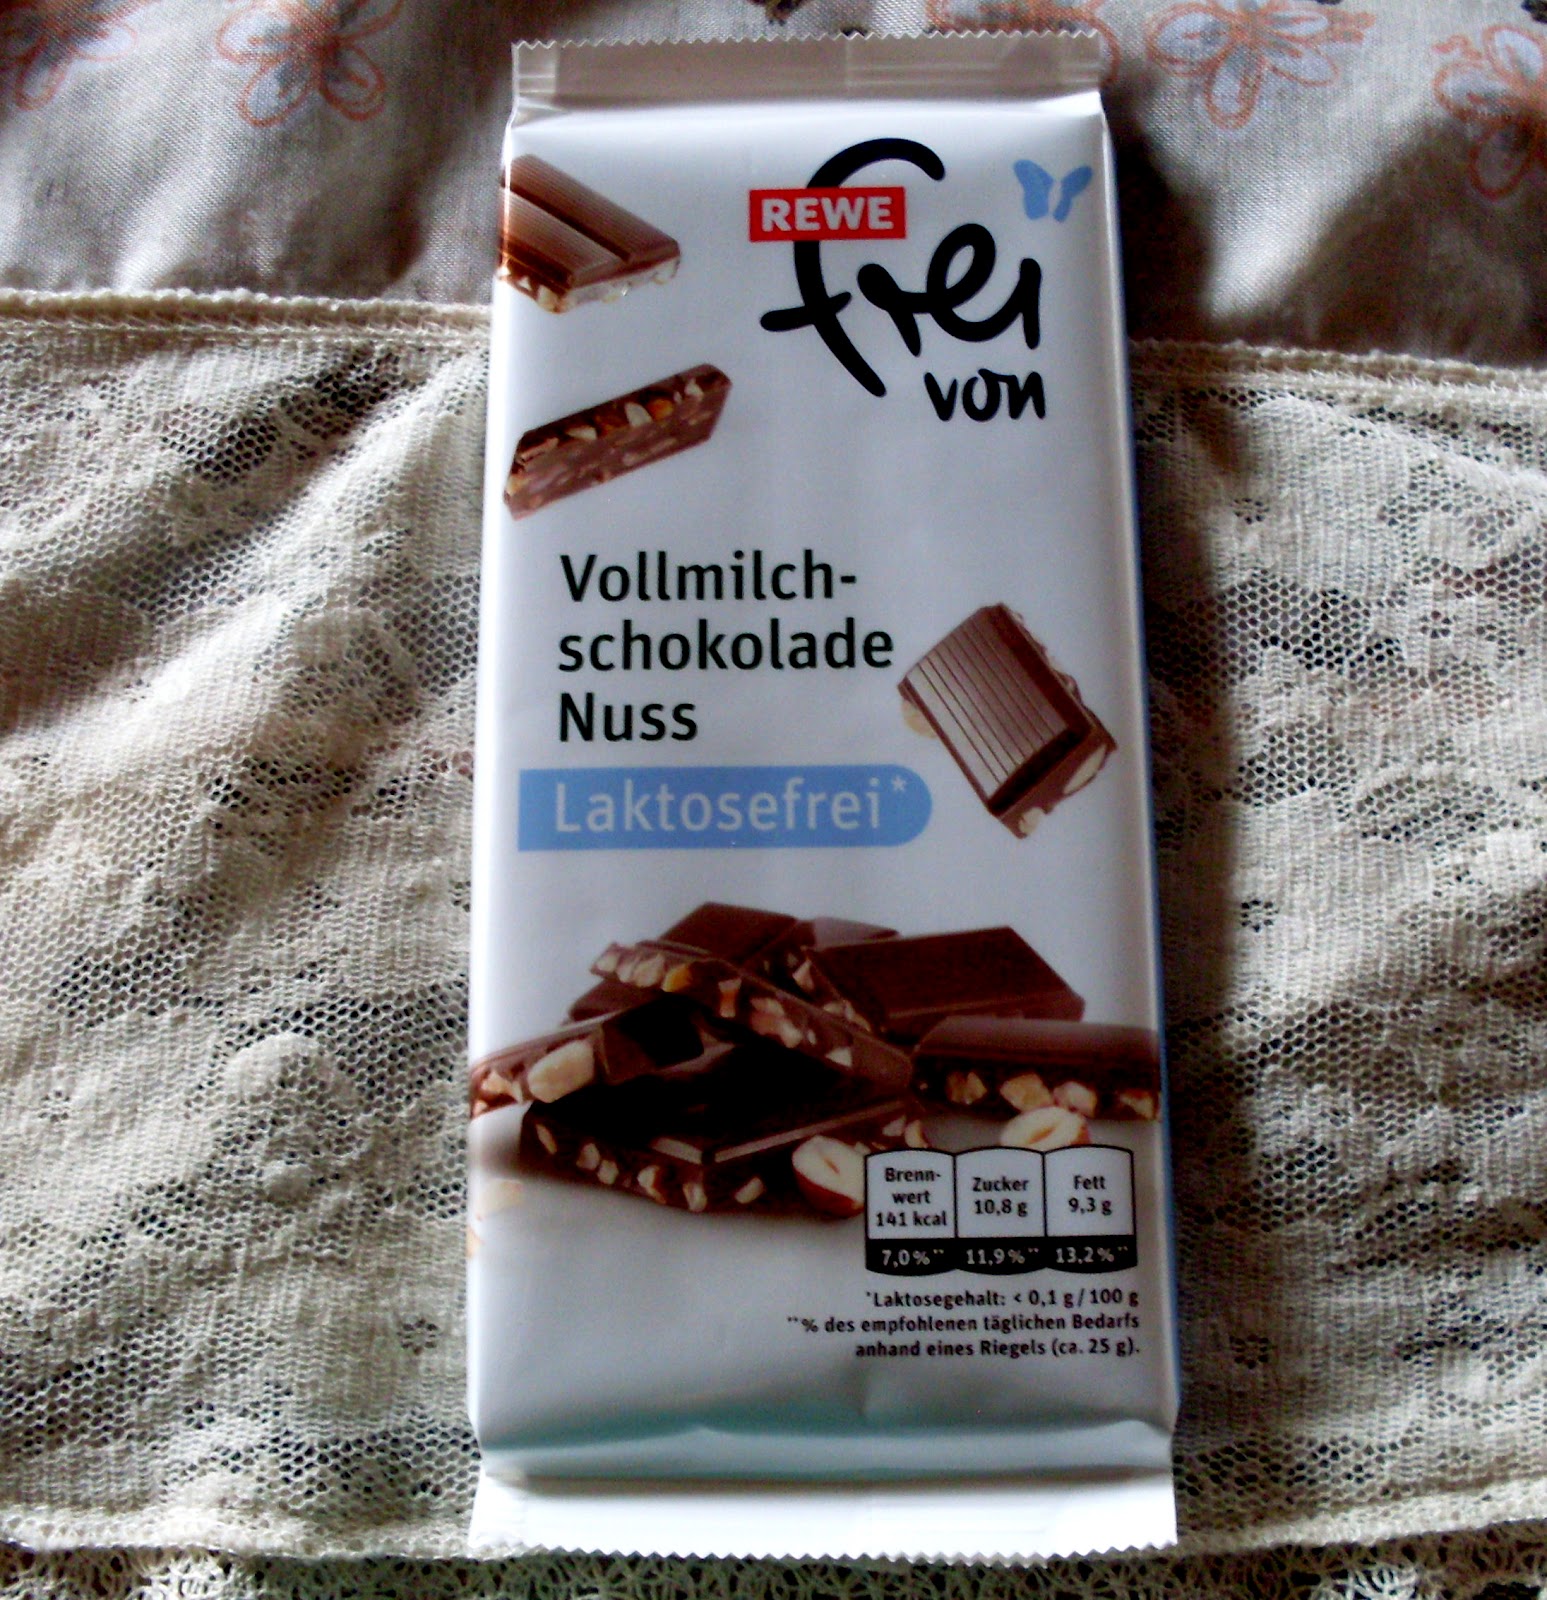 REWE
frei
von
Vollmilch-
schokolade
Nuss
Laktosefrei*
Brenn-
wert
141 kcal
7,0%**
Zucker
10,8 g
11,9%**
Fett
9,3 g
13,2%**
*Laktosegehalt: < 0,1 g/100 g
**% des empfohlenen täglichen Bedarfs
anhand eines Riegels (ca. 25 g).